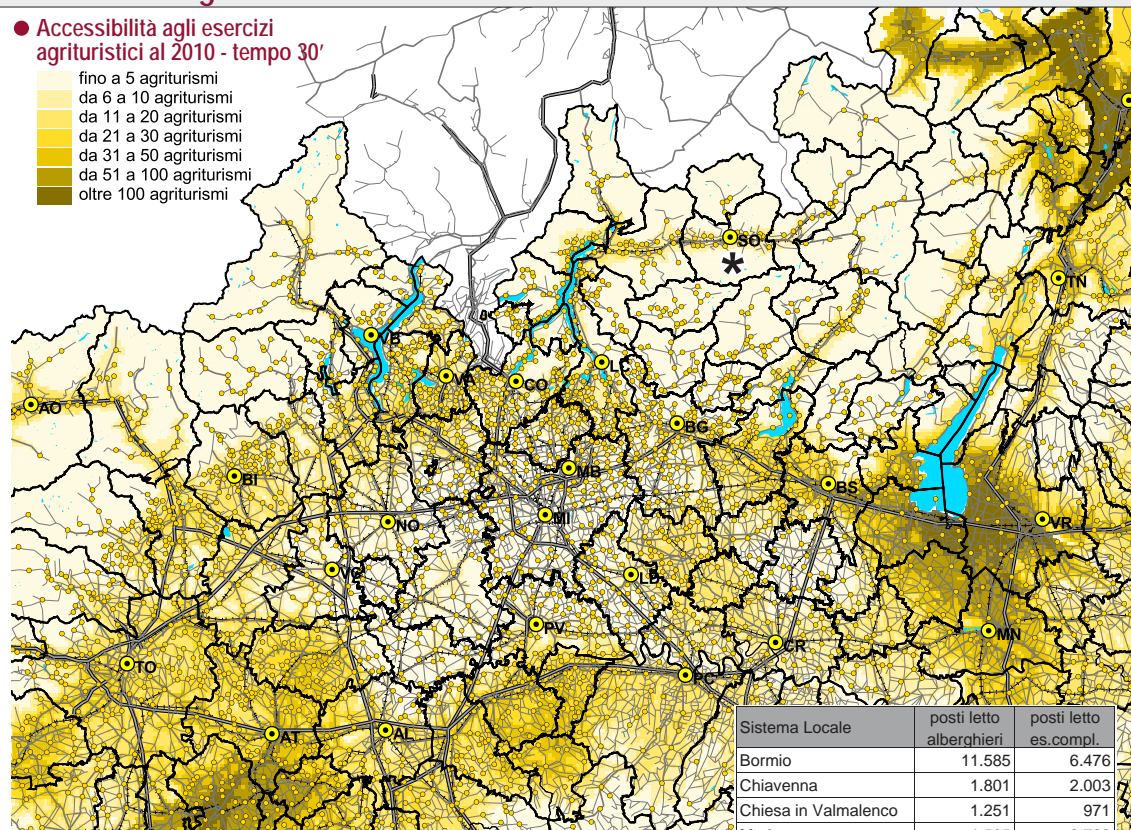 ● Accessibilità agli esercizi
agrituristici al 2010 - tempo 30'
fino a 5 agriturismi
da 6 a 10 agriturismi
da 11 a 20 agriturismi
da 21 a 30 agriturismi
da 31 a 50 agriturismi
da 51 a 100 agriturismi
oltre 100 agriturismi
SO
*
TN
VB
VA
CO
LC
AO
BG
BI
MB
BS
NO
MI
VR
VC
LO
PV
MN
CR
TO
PC
AT
AL
Sistema Locale posti letto alberghieri posti letto es.compl.
Bormio 11.585 6.476
Chiavenna 1.801 2.003
Chiesa in Valmalenco 1.251 971